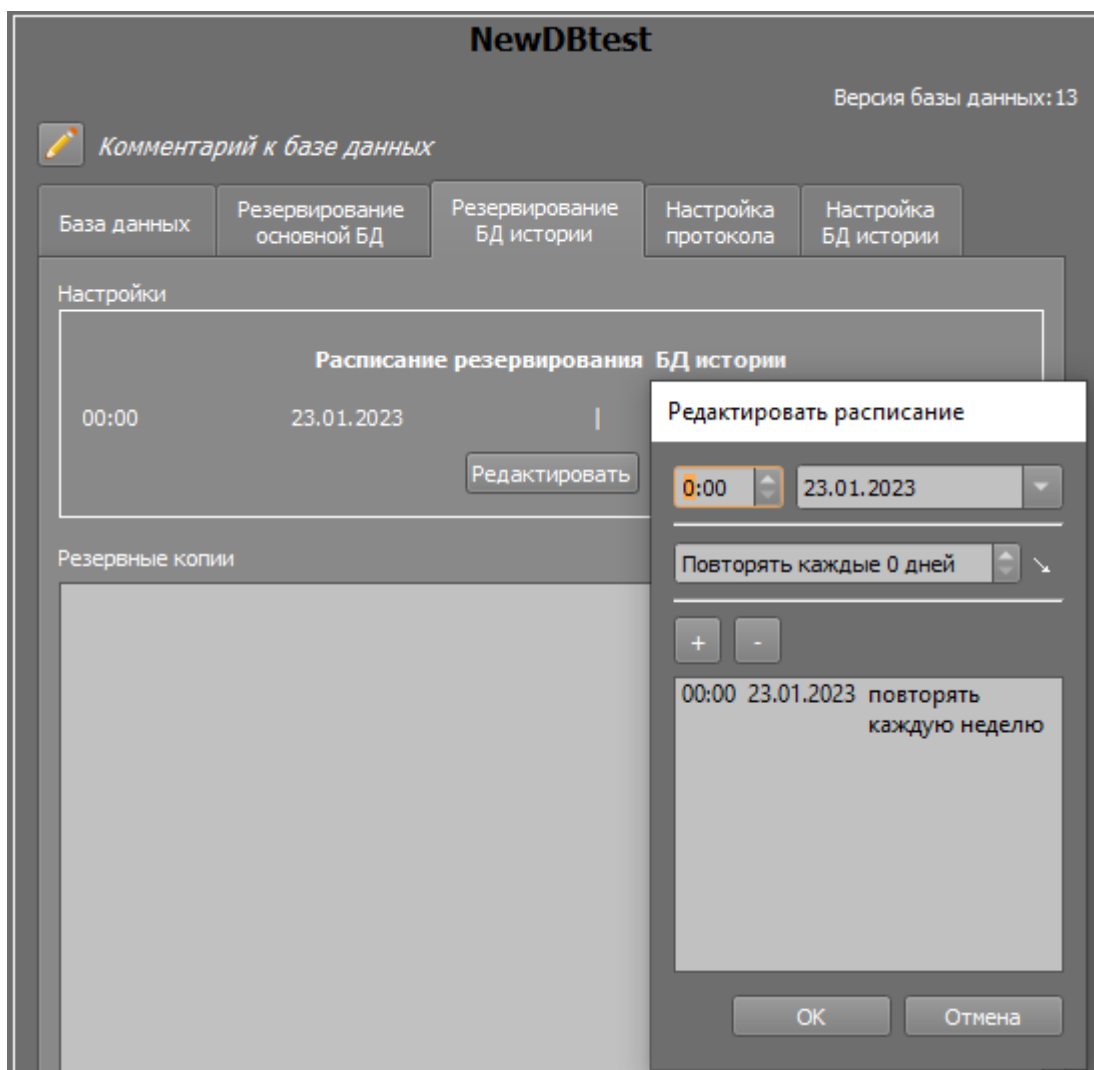 NewDBtest
Версия базы данных:13
Комментарий к базе данных
База данных
Резервирование
основной БД
Резервирование
БД истории
Настройка
протокола
Настройка
БД истории
Настройки
Расписание резервирования БД истории
00:00 23.01.2023 |
Редактировать
Резервные копии
Редактировать расписание
0:00 23.01.2023
Повторять каждые 0 дней
+ -
00:00 23.01.2023 повторять
каждую неделю
OK Отмена